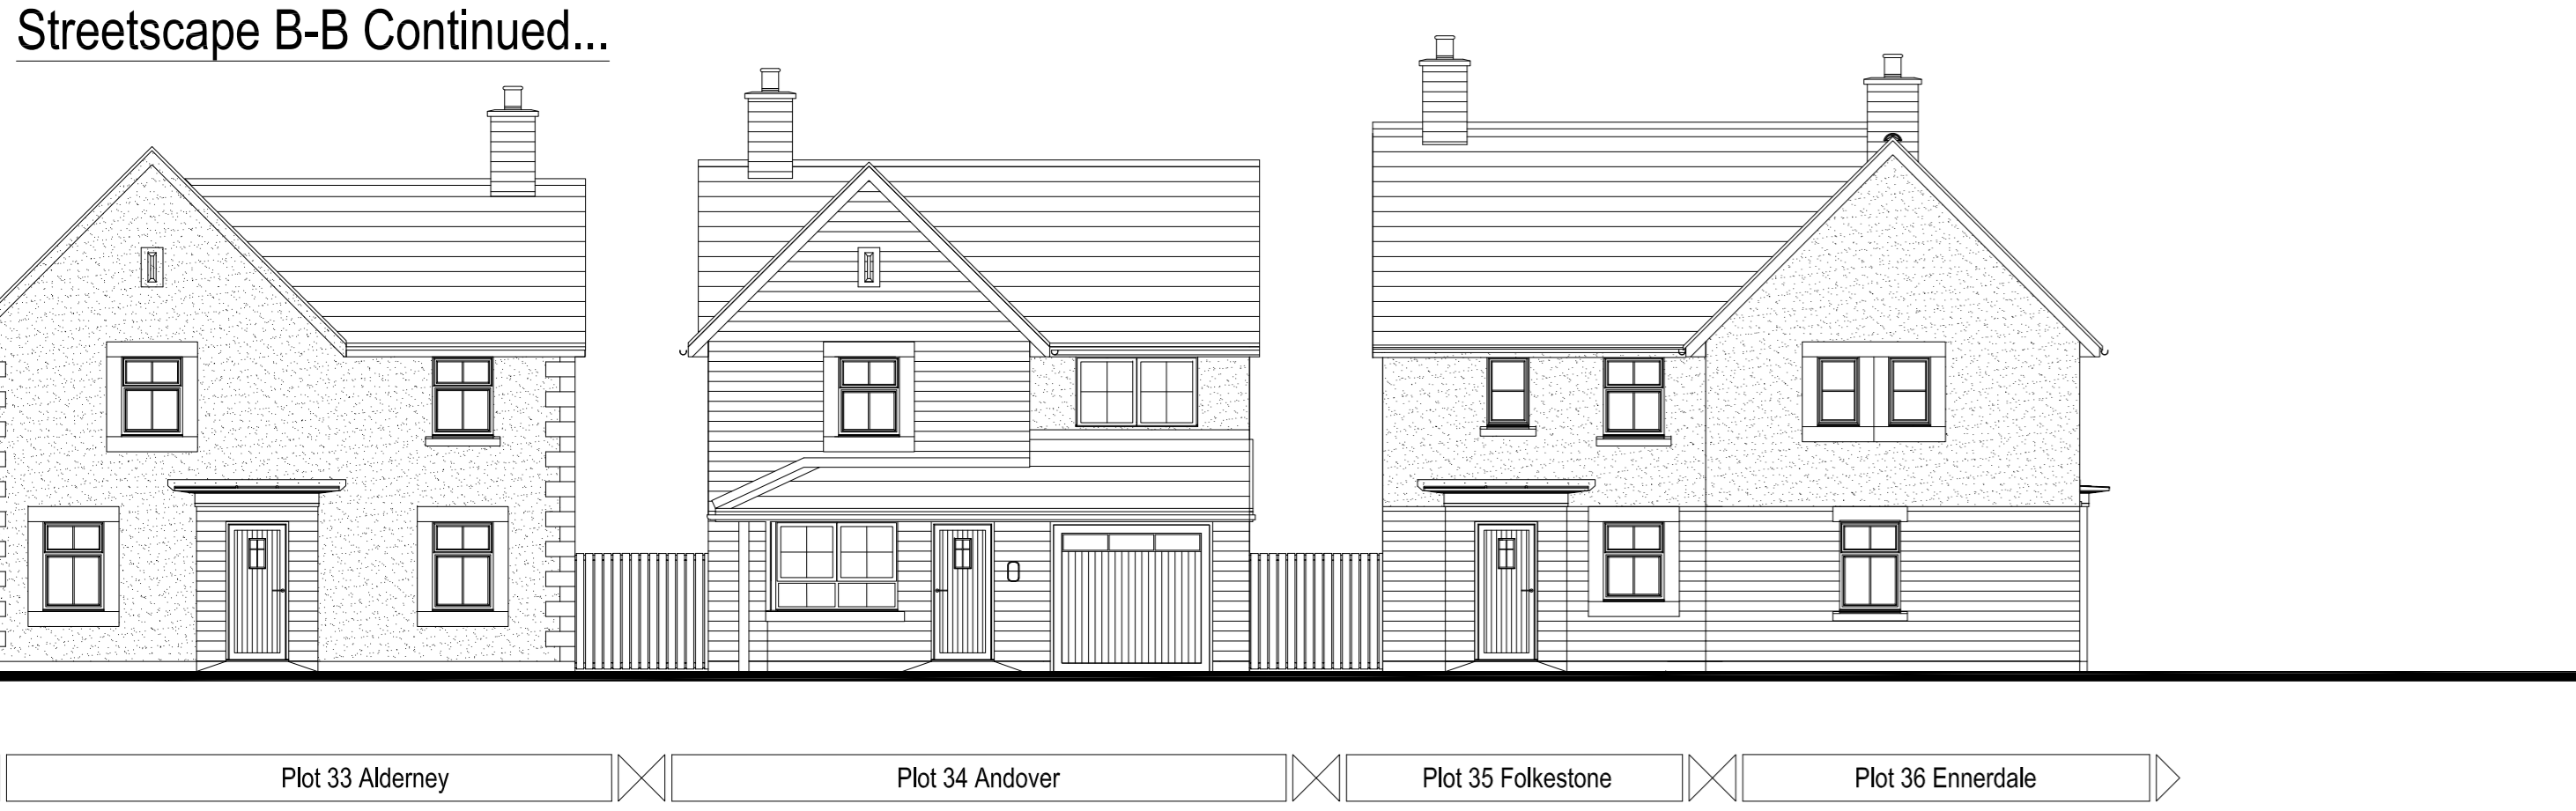 Streetscape B-B Continued...
Plot 33 Alderney
Plot 34 Andover
Plot 35 Folkestone
Plot 36 Ennerdale